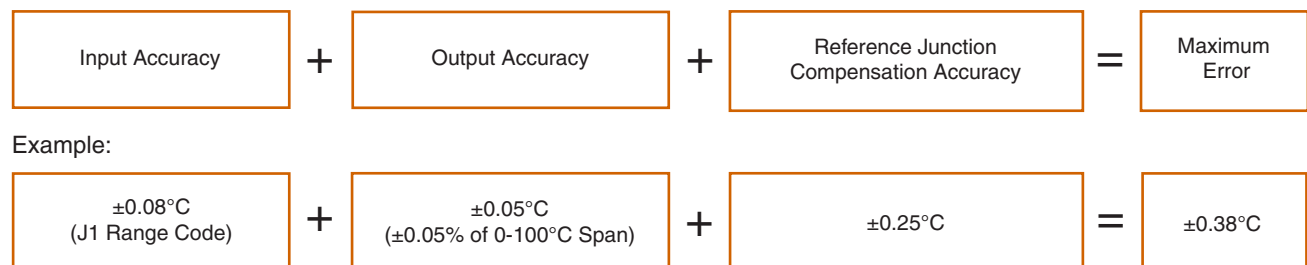 Input Accuracy
+
Output Accuracy
+
Reference Junction
Compensation Accuracy
=
Maximum
Error
Example:
±0.08°C
(J1 Range Code)
+
±0.05°C
(±0.05% of 0-100°C Span)
+
±0.25°C
=
±0.38°C